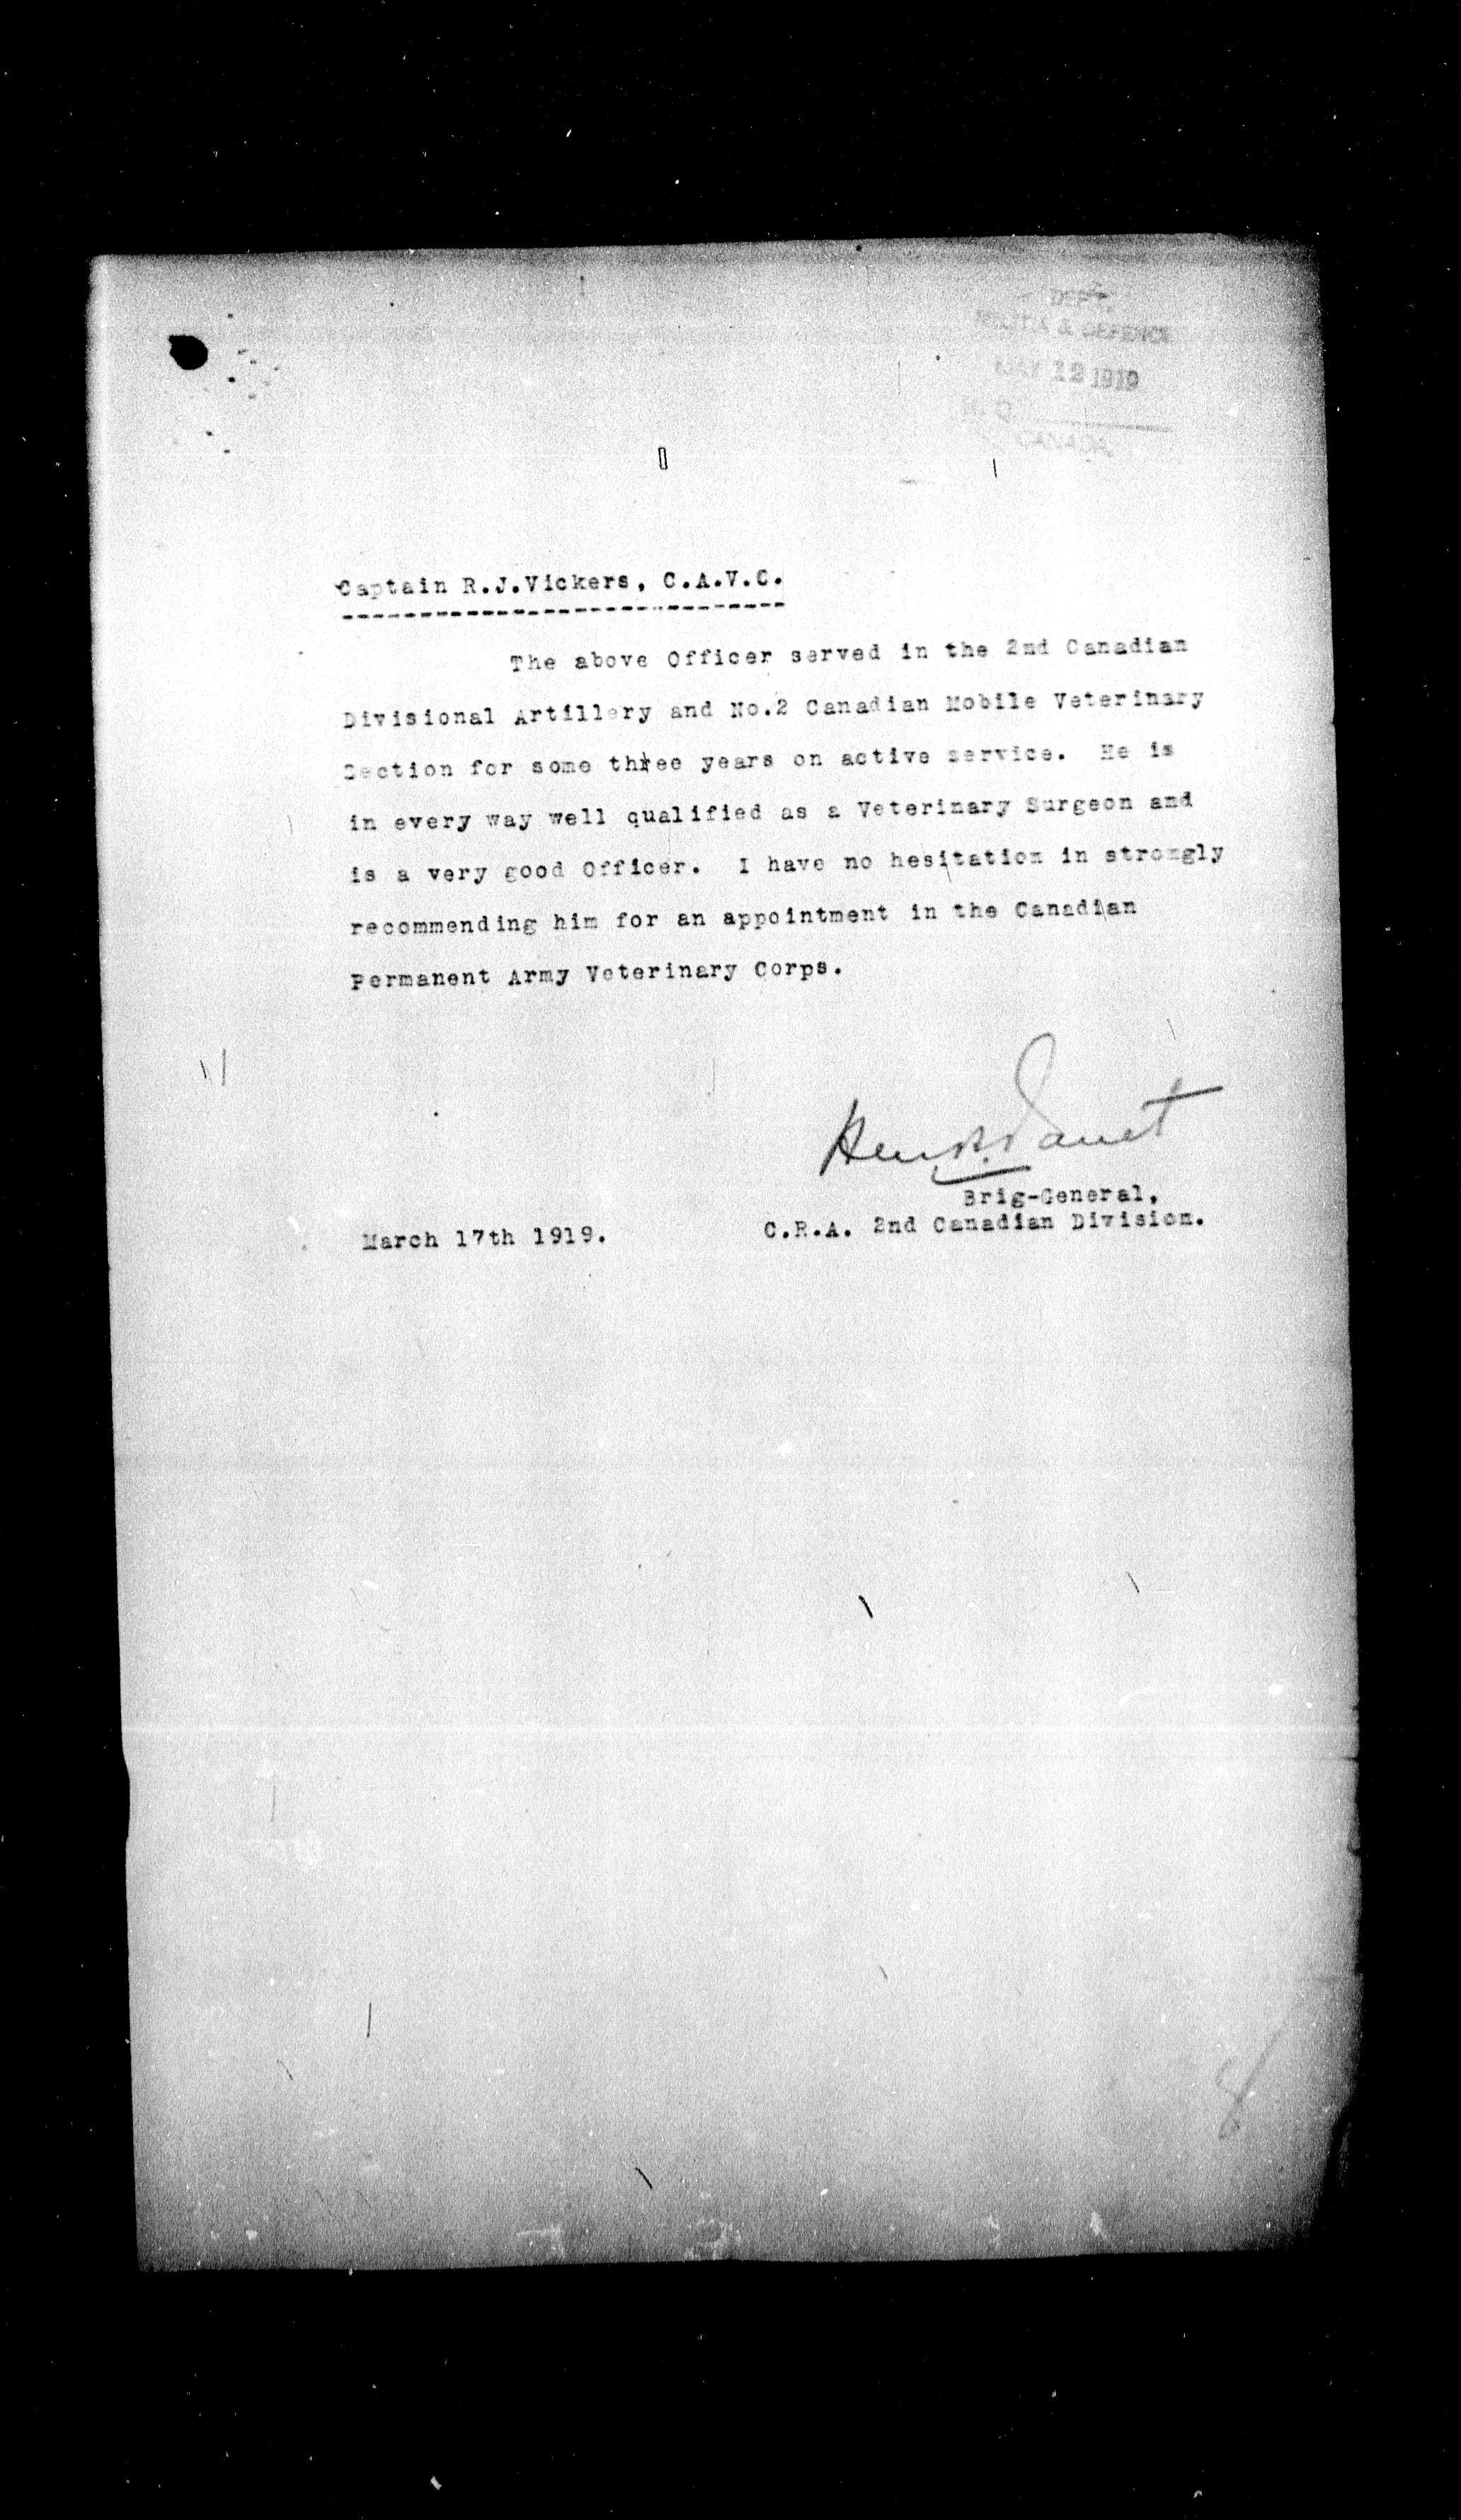 DEPT.
MILITIA & DEFENCE
MAY 12 1919
H. Q.
CANADA
Captain R.J.Vickers, C.A.V.C.
The above Officer served in the 2nd Canadian
Divisional Artillery and No.2 Canadian Mobile Veterinary
Section for some three years on active service. He is
in every way well qualified as a Veterinary Surgeon and
is a very good Officer. I have no hesitation in strongly
recommending him for an appointment in the Canadian
Permanent Army Veterinary Corps.
Panet
Brig-General,
March 17th 1919. C.R.A. 2nd Canadian Division.
8